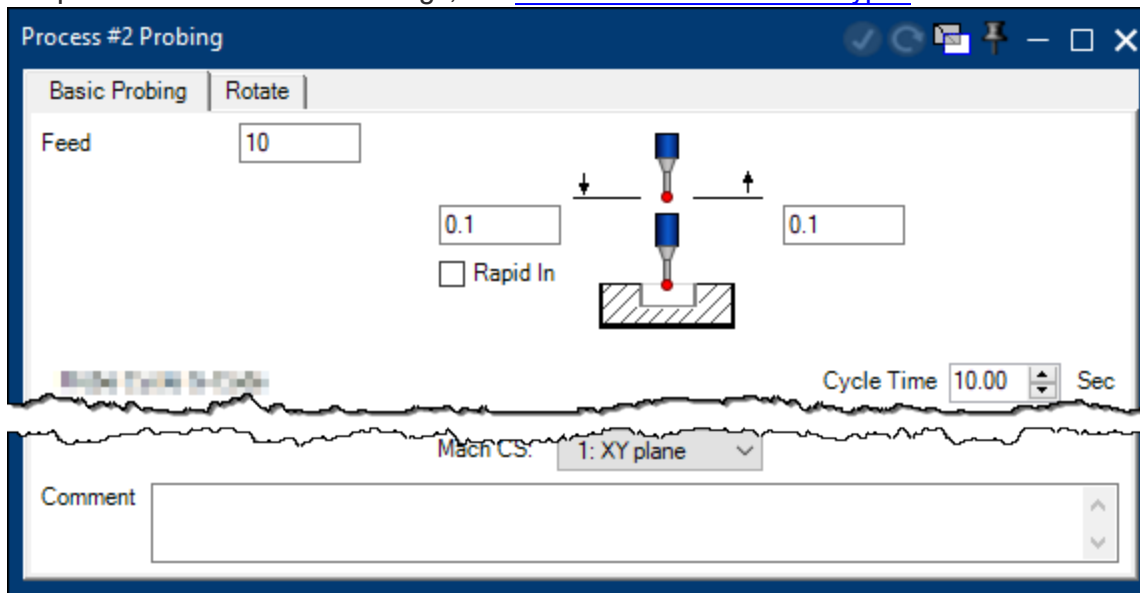 Process #2 Probing
Basic Probing Rotate
Feed 10
0.1 0.1
Rapid In
Cycle Time 10.00 Sec
Mach CS: 1: XY plane
Comment